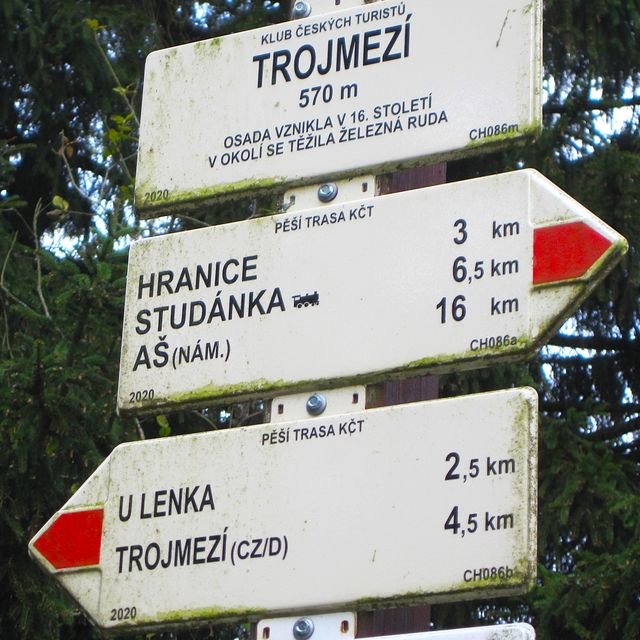 KLUB ČESKÝCH TURISTŮ
TROJMEZÍ
570 m
OSADA VZNIKLA V 16. STOLETÍ
V OKOLÍ SE TĚŽILA ŽELEZNÁ RUDA
CH086m
2020
PĚŠÍ TRASA KČT
HRANICE 3 km
STUDÁNKA 6,5 km
AŠ (NÁM.) 16 km
CH086a
2020
PĚŠÍ TRASA KČT
U LENKA 2,5 km
TROJMEZÍ (CZ/D) 4,5 km
CH086b
2020